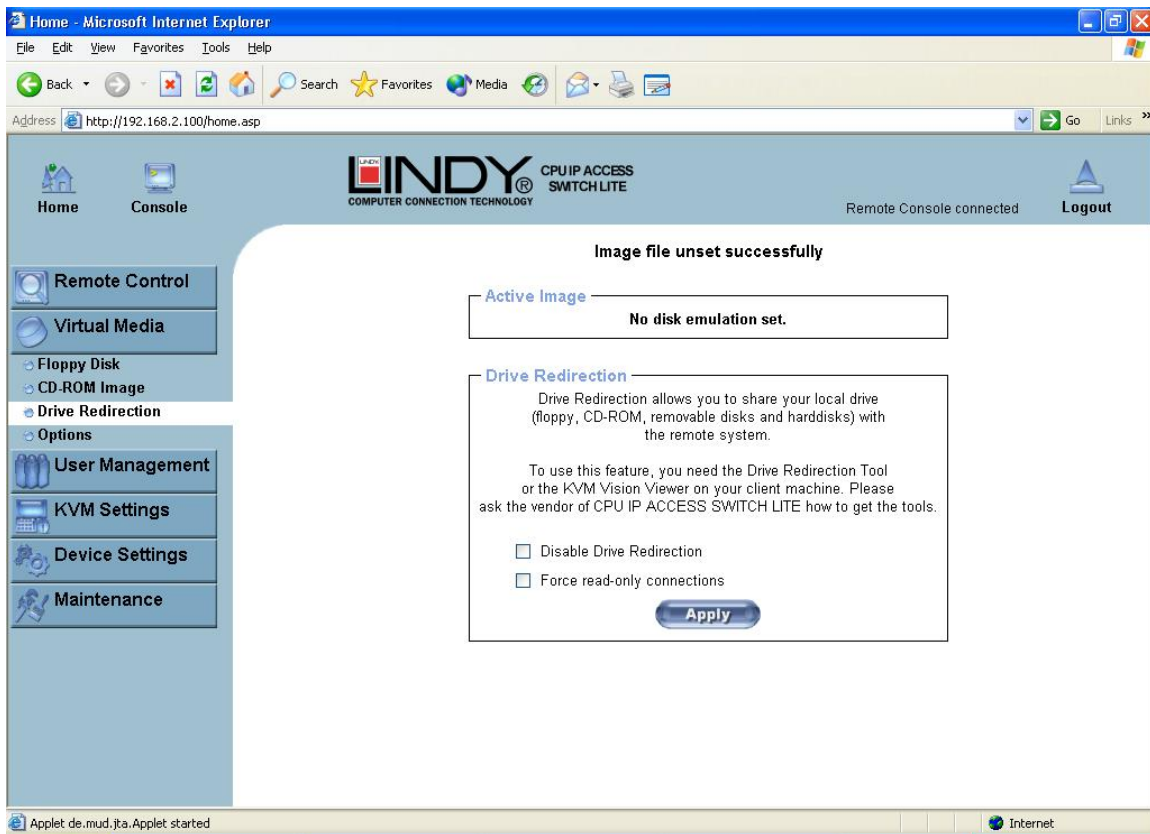 Home - Microsoft Internet Explorer
File Edit View Favorites Tools Help
Back Search Favorites Media
Address http://192.168.2.100/home.asp Go Links »
Home Console
LINDY
LINDY ®
COMPUTER CONNECTION TECHNOLOGY
CPU IP ACCESS
SWITCH LITE
Remote Console connected
Logout
Remote Control
Virtual Media
Floppy Disk
CD-ROM Image
Drive Redirection
Options
User Management
KVM Settings
Device Settings
Maintenance
Image file unset successfully
Active Image
No disk emulation set.
Drive Redirection
Drive Redirection allows you to share your local drive
(floppy, CD-ROM, removable disks and harddisks) with
the remote system.
To use this feature, you need the Drive Redirection Tool
or the KVM Vision Viewer on your client machine. Please
ask the vendor of CPU IP ACCESS SWITCH LITE how to get the tools.
Disable Drive Redirection
Force read-only connections
Apply
Applet de.mud.jta.Applet started
Internet